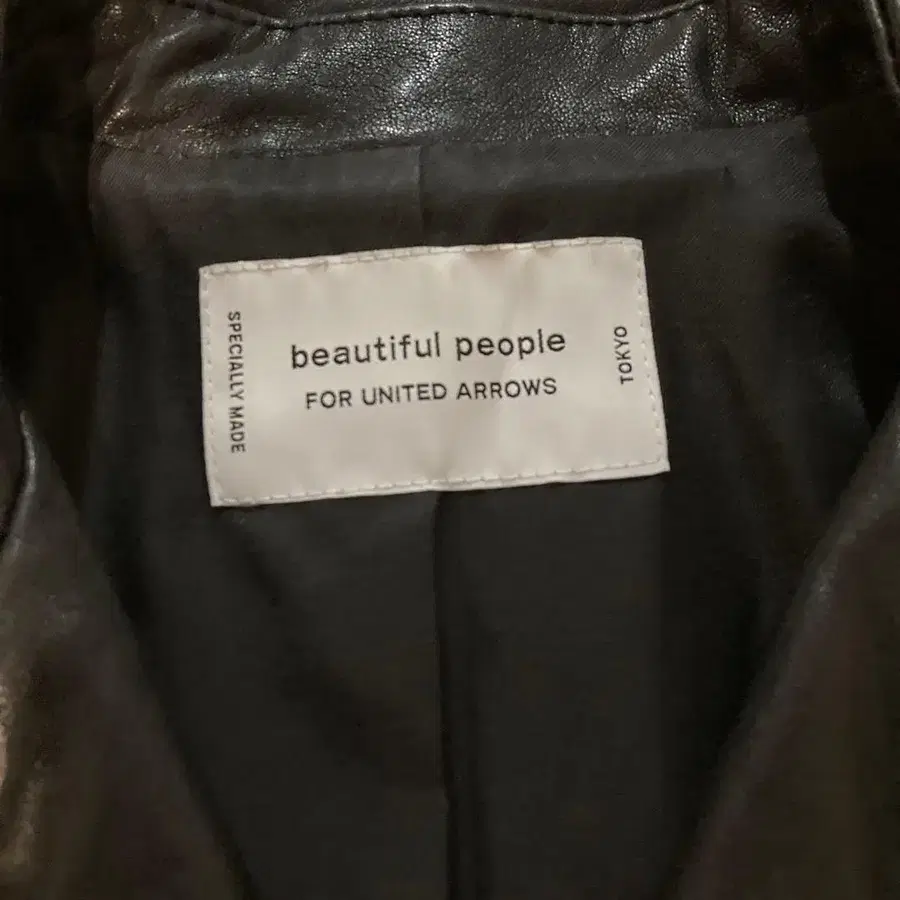 SPECIALLY MADE
beautiful people
FOR UNITED ARROWS
TOKYO